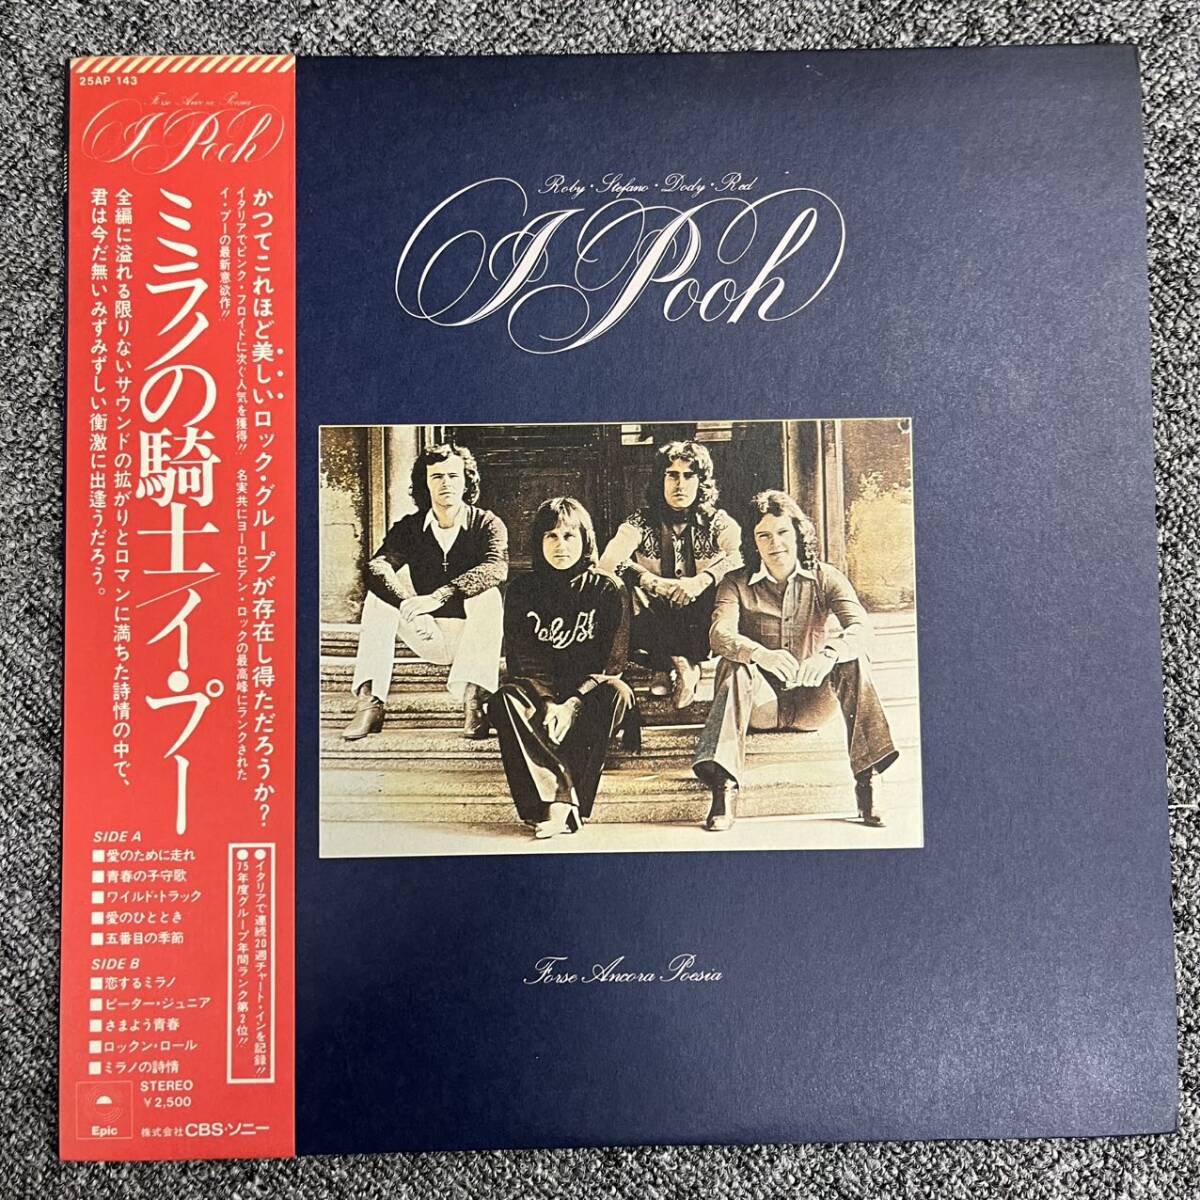 25AP 143
Forse Ancora Poesia
I Pooh
かつてこれほど美しいロック・グループが存在し得ただろうか?
イタリアでピンク・フロイドに次ぐ人気を獲得!! 名実共にヨーロピアン・ロックの最高峰にランクされた
イ・プーの最新意欲作!!
ミラノの騎士/イ・プー
全編に溢れる限りないサウンドの拡がりとロマンに満ちた詩情の中で、
君は今だ無いみずみずしい衝激に出逢うだろう。
SIDE A
■愛のために走れ
■青春の子守歌
■ワイルド・トラック
■愛のひととき
■五番目の季節
SIDE B
■恋するミラノ
■ピーター・ジュニア
■さまよう青春
■ロックン・ロール
■ミラノの詩情
●イタリアで連続20週チャート・インを記録!!
●'75年度グループ年間ランク第2位!!
STEREO
¥2,500
Epic
株式会社CBS・ソニー
Roby・Stefano・Dody・Red
I Pooh
Forse Ancora Poesia